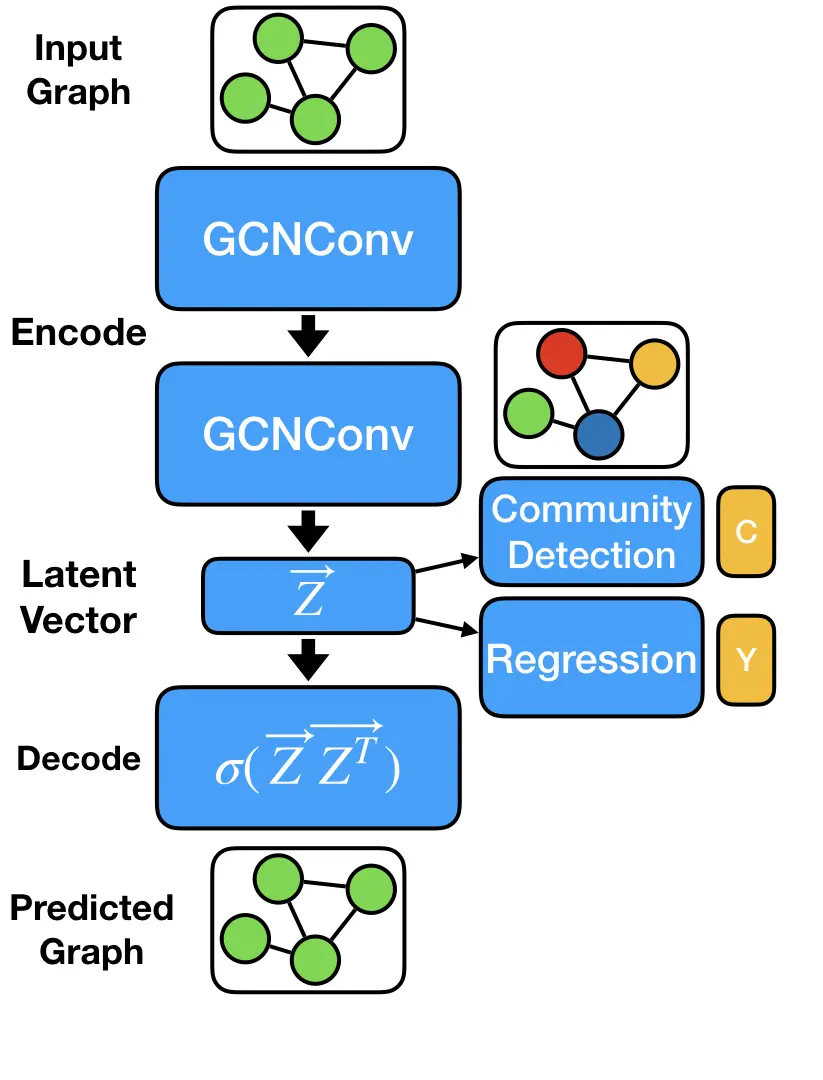 Input
Graph
GCNConv
Encode
GCNConv
Community
Detection
C
Latent
Vector
$\overrightarrow{Z}$
Regression
Y
Decode
$\sigma(\overrightarrow{Z}\overrightarrow{Z^T})$
Predicted
Graph